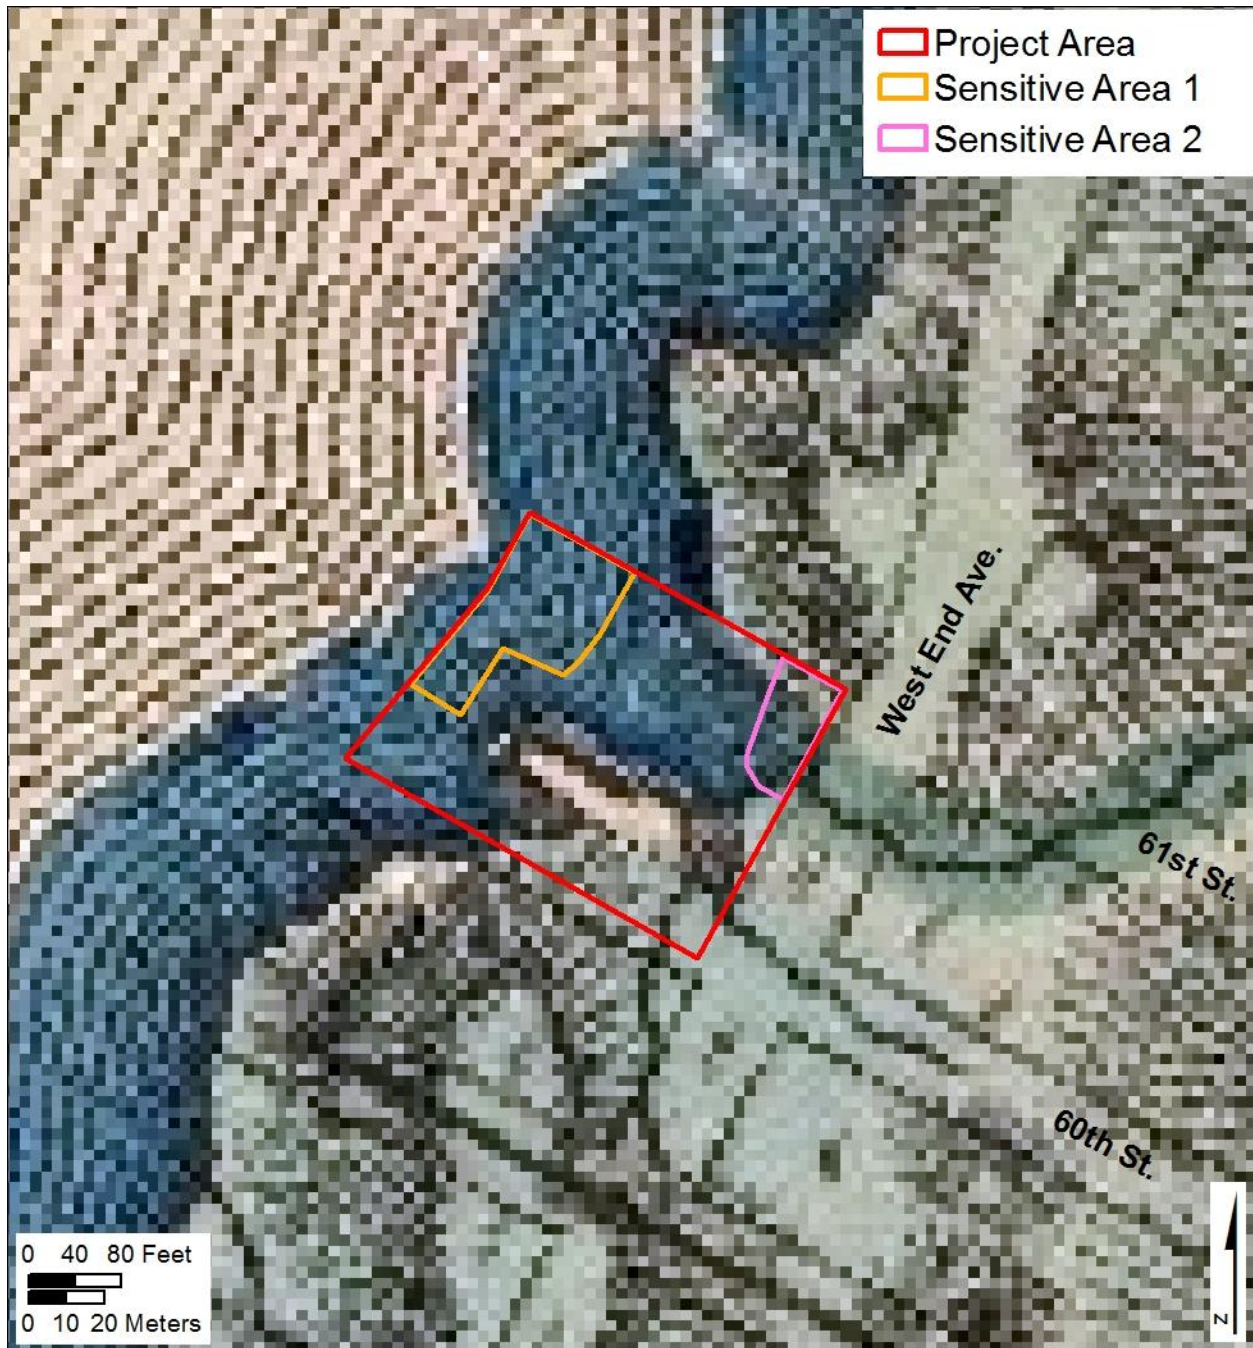 Project Area
Sensitive Area 1
Sensitive Area 2
West End Ave.
61st St.
60th St.
0 40 80 Feet
0 10 20 Meters
N